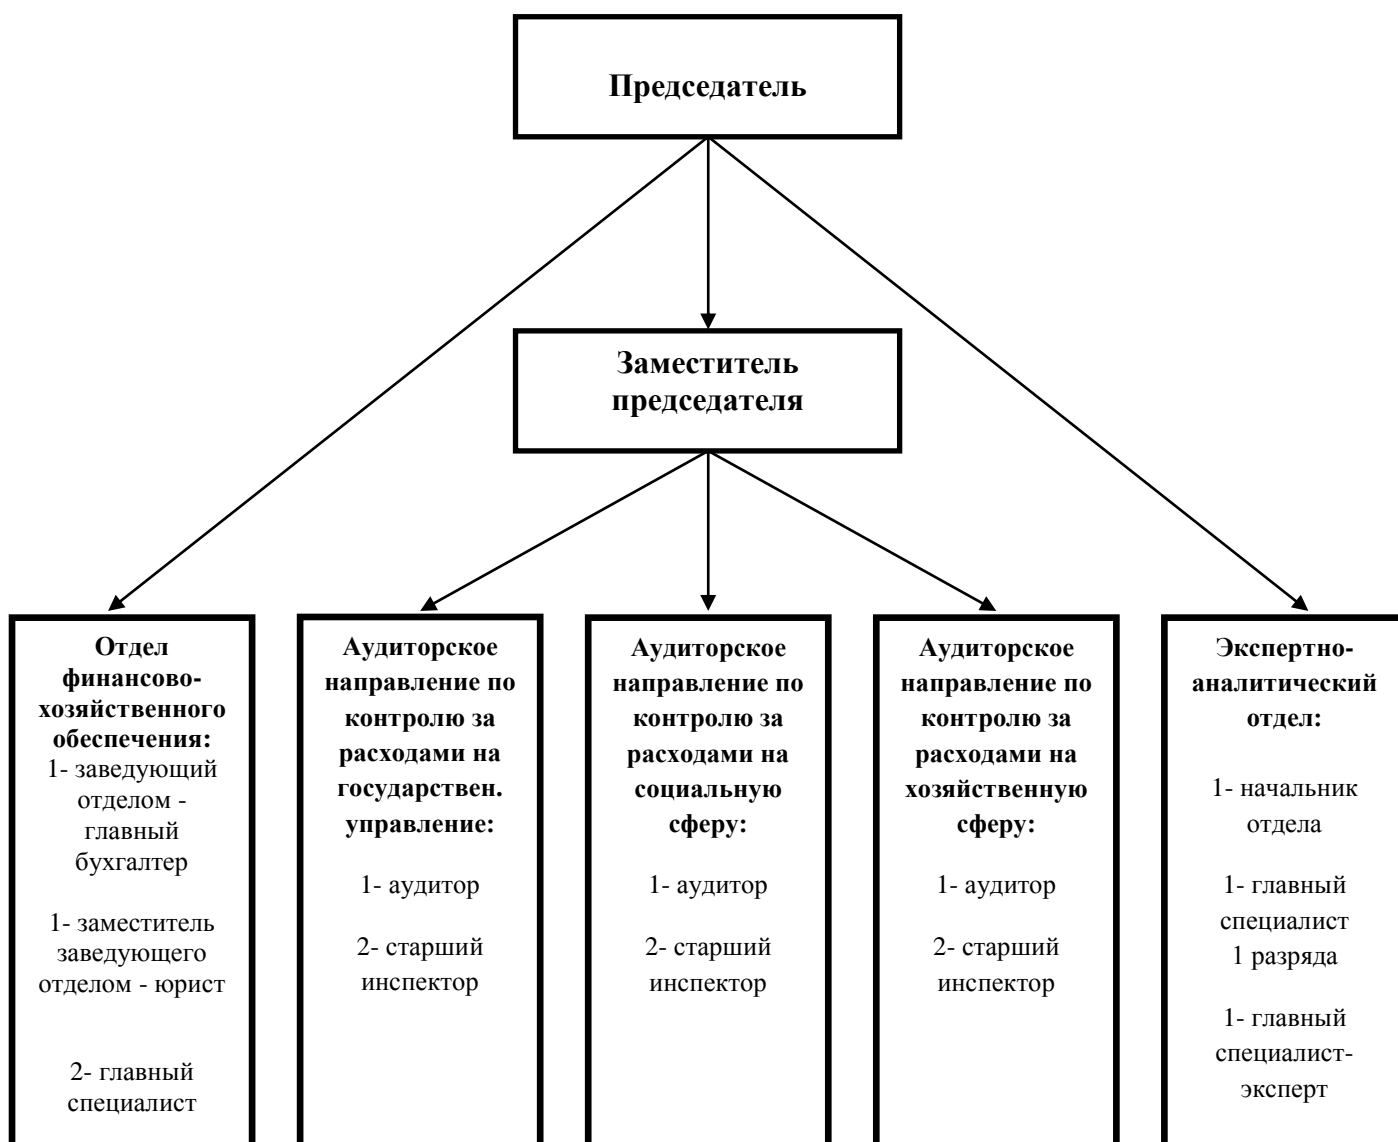 Председатель
Заместитель
председателя
Отдел
финансово-
хозяйственного
обеспечения:
1- заведующий
отделом -
главный
бухгалтер
1- заместитель
заведующего
отделом - юрист
2- главный
специалист
Аудиторское
направление по
контролю за
расходами на
государствен.
управление:
1- аудитор
2- старший
инспектор
Аудиторское
направление по
контролю за
расходами на
социальную
сферу:
1- аудитор
2- старший
инспектор
Аудиторское
направление по
контролю за
расходами на
хозяйственную
сферу:
1- аудитор
2- старший
инспектор
Экспертно-
аналитический
отдел:
1- начальник
отдела
1- главный
специалист
1 разряда
1- главный
специалист-
эксперт